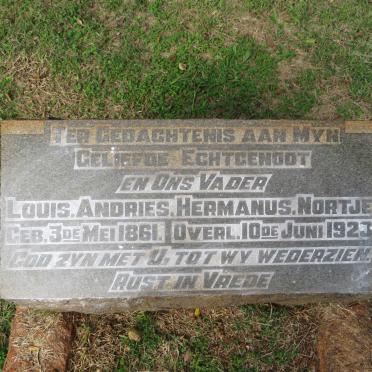 TER GEDACHTENIS AAN MYN
GELIEFDE ECHTGENOOT
EN ONS VADER
LOUIS. ANDRIES. HERMANUS. NORTJE
GEB. 3DE MEI 1861. OVERL. 10DE JUNI 1923
GOD ZYN MET U. TOT WY WEDERZIEN.
RUST IN VREDE